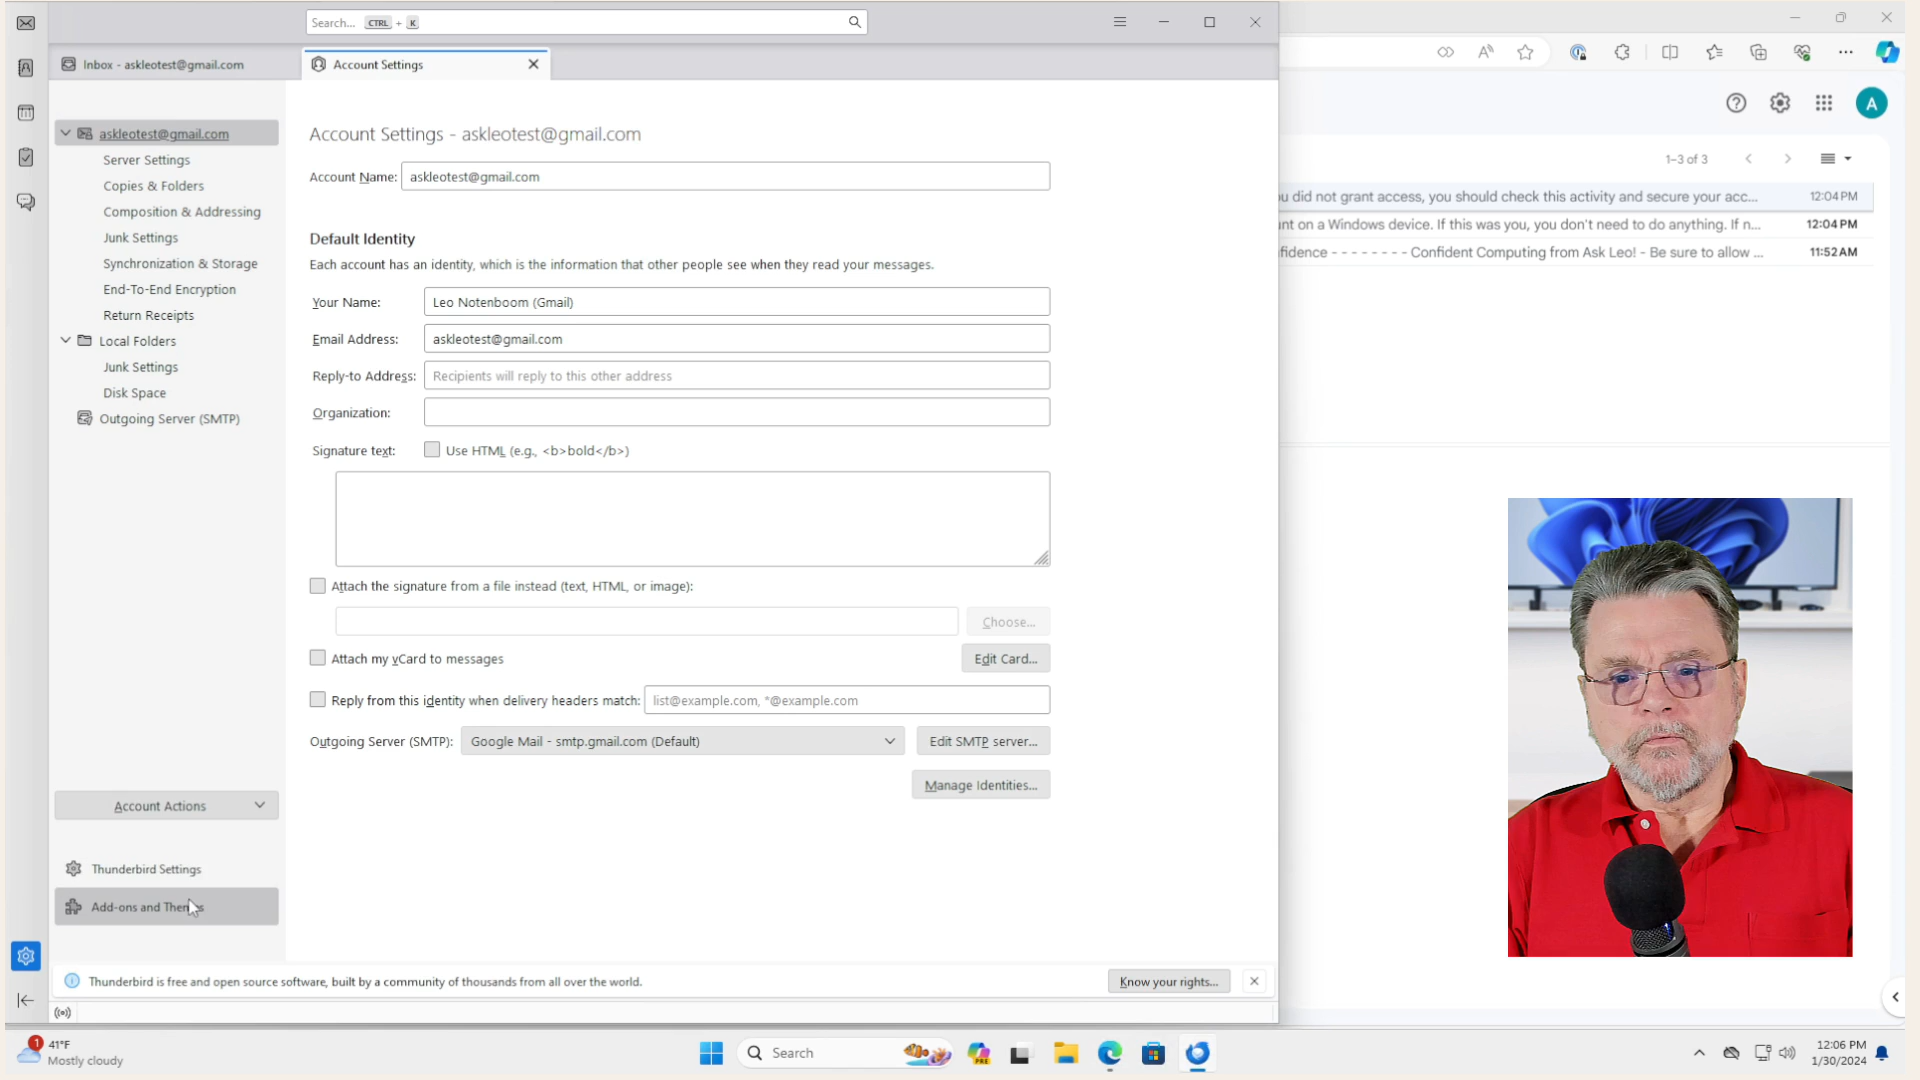 Search... CTRL + K
Inbox - askleotest@gmail.com
Account Settings
askleotest@gmail.com
Server Settings
Copies & Folders
Composition & Addressing
Junk Settings
Synchronization & Storage
End-To-End Encryption
Return Receipts
Local Folders
Junk Settings
Disk Space
Outgoing Server (SMTP)
Account Actions
Thunderbird Settings
Add-ons and Themes
Account Settings - askleotest@gmail.com
Account Name: askleotest@gmail.com
Default Identity
Each account has an identity, which is the information that other people see when they read your messages.
Your Name: Leo Notenboom (Gmail)
Email Address: askleotest@gmail.com
Reply-to Address: Recipients will reply to this other address
Organization:
Signature text: Use HTML (e.g., <b>bold</b>)
Attach the signature from a file instead (text, HTML, or image):
Choose...
Attach my vCard to messages Edit Card...
Reply from this identity when delivery headers match: list@example.com, *@example.com
Outgoing Server (SMTP): Google Mail - smtp.gmail.com (Default) Edit SMTP server...
Manage Identities...
Thunderbird is free and open source software, built by a community of thousands from all over the world. Know your rights...
A
1–3 of 3
u did not grant access, you should check this activity and secure your acc... 12:04 PM
nt on a Windows device. If this was you, you don't need to do anything. If n... 12:04 PM
fidence - - - - - - - - Confident Computing from Ask Leo! - Be sure to allow ... 11:52 AM
1
41°F
Mostly cloudy
Search
PRE
12:06 PM
1/30/2024